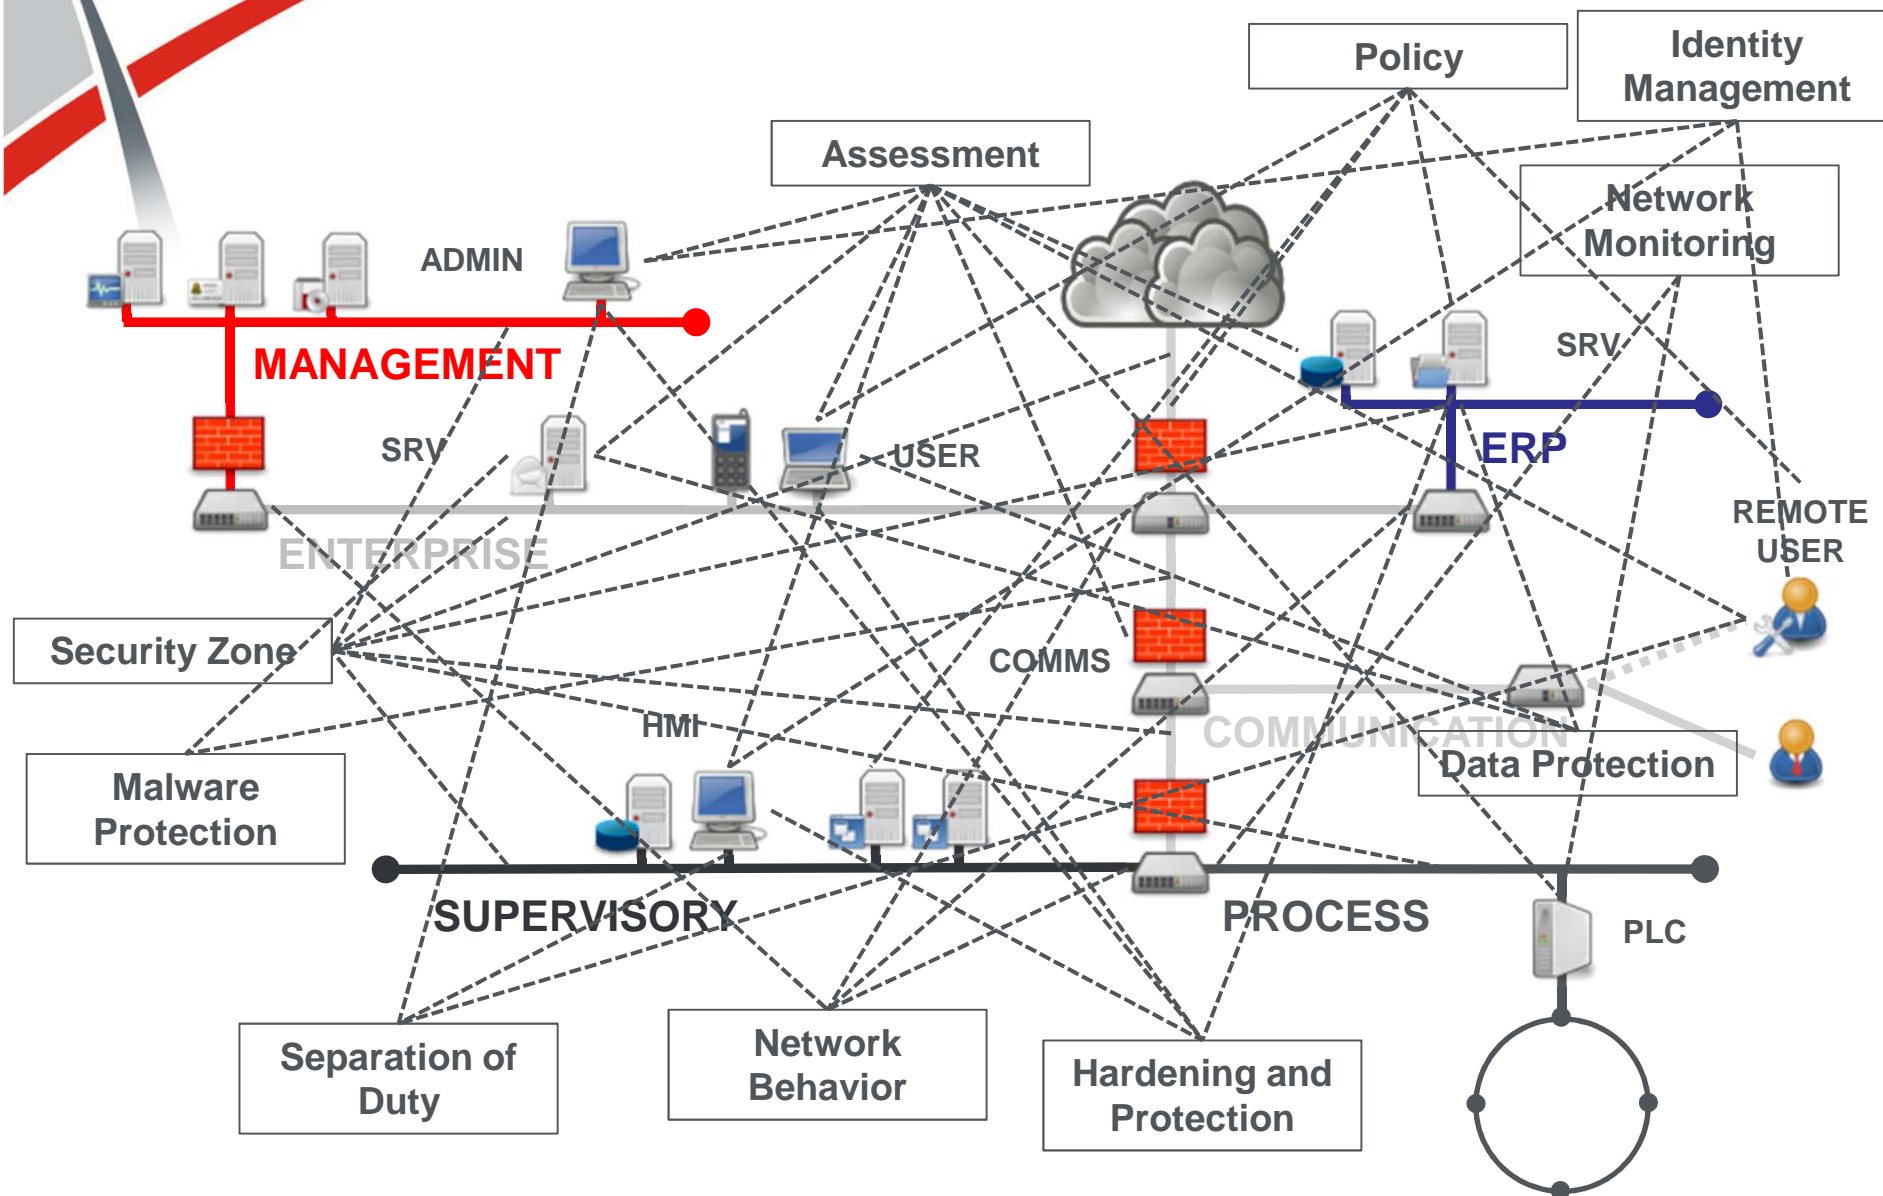 Policy
Identity
Management
Assessment
Network
Monitoring
ADMIN
MANAGEMENT
SRV
SRV
USER
ERP
REMOTE
USER
ENTERPRISE
Security Zone
COMMS
HMI
COMMUNICATION
Data Protection
Malware
Protection
SUPERVISORY
PROCESS
PLC
Separation of
Duty
Network
Behavior
Hardening and
Protection